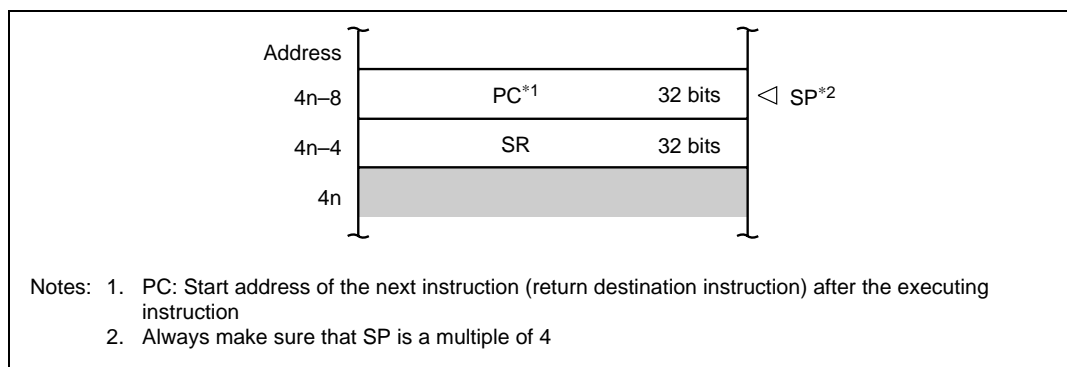 Address
4n–8 PC*1 32 bits ◁ SP*2
4n–4 SR 32 bits
4n
Notes: 1. PC: Start address of the next instruction (return destination instruction) after the executing
instruction
2. Always make sure that SP is a multiple of 4